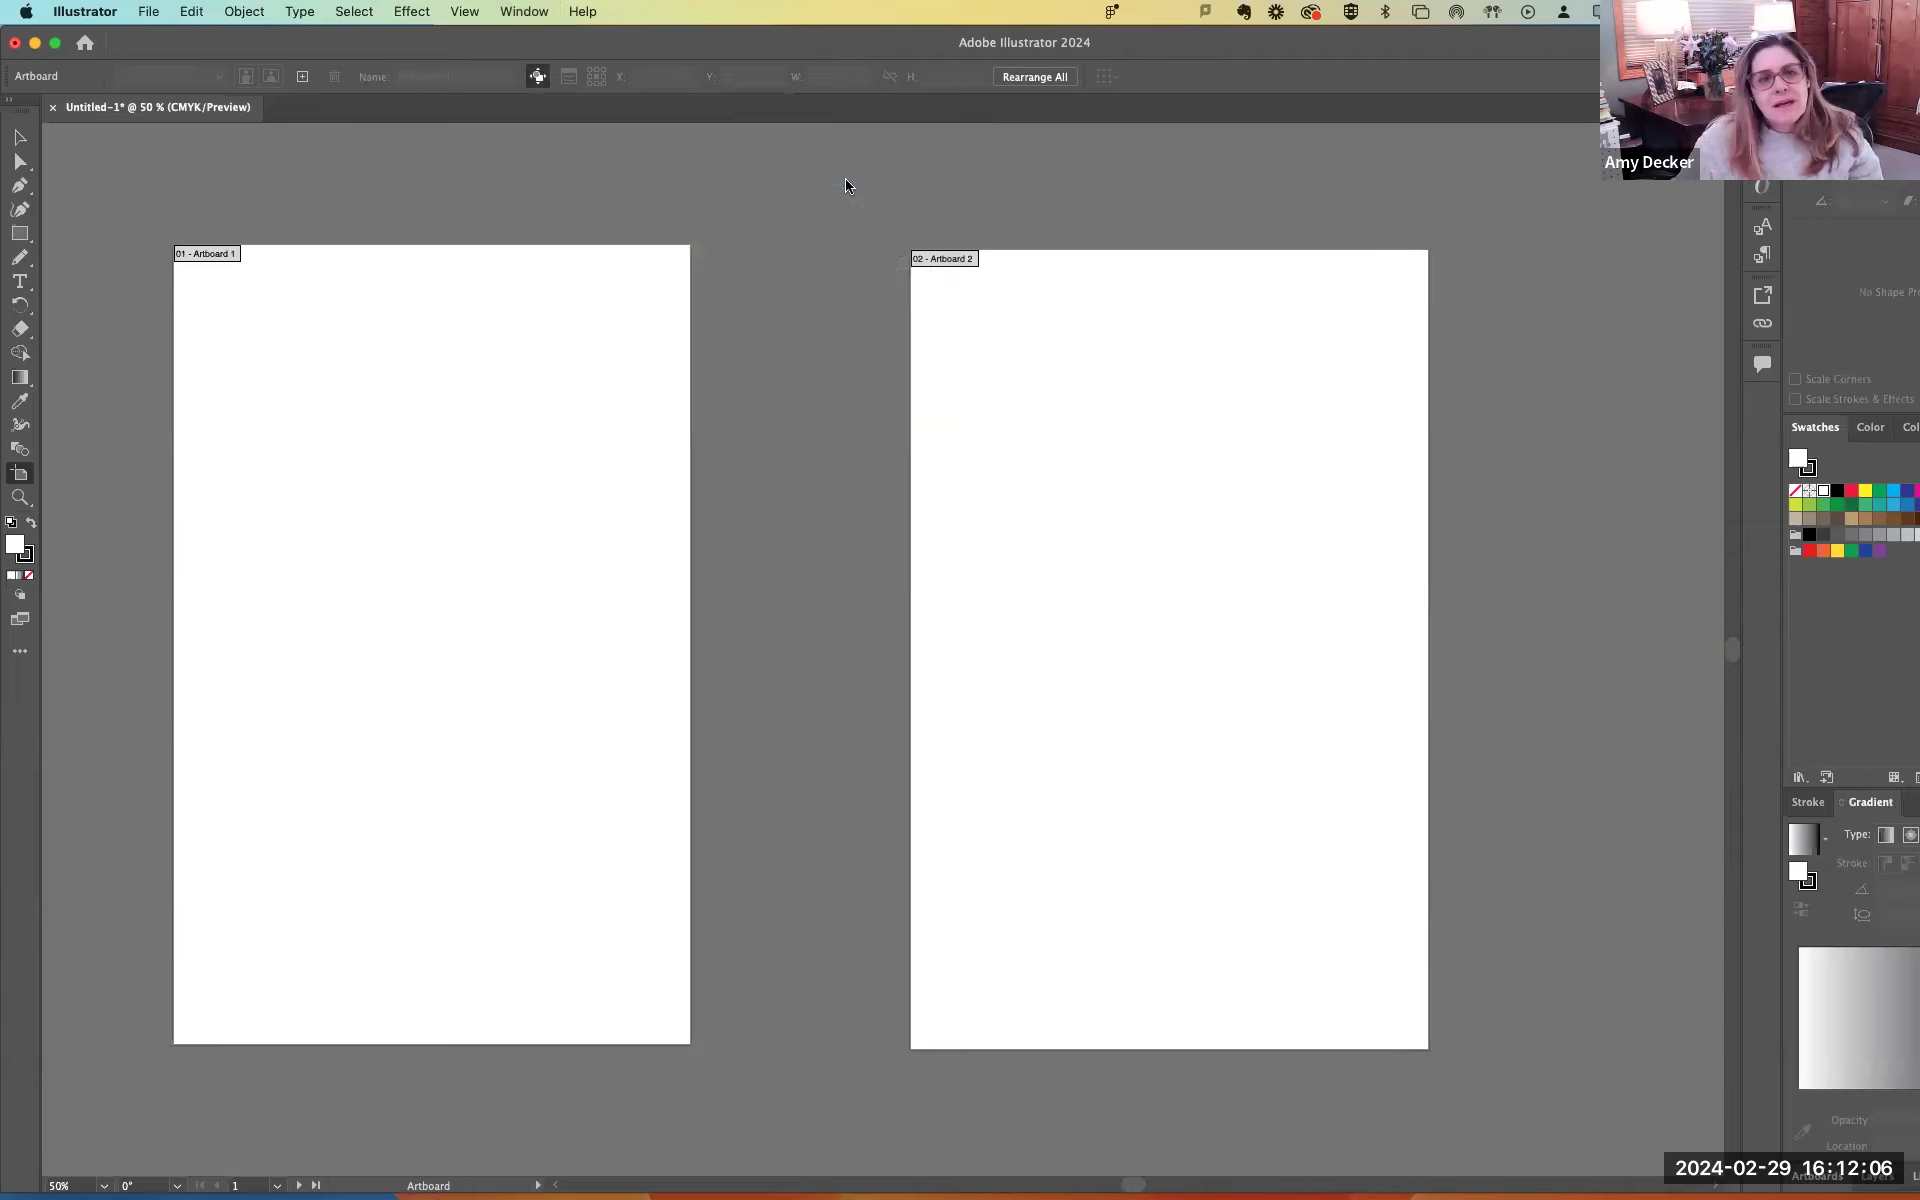 Illustrator File Edit Object Type Select Effect View Window Help
Adobe Illustrator 2024
Artboard
Name:
X:
Y:
W:
H:
Rearrange All
Untitled-1* @ 50 % (CMYK/Preview)
Amy Decker
01 - Artboard 1
02 - Artboard 2
No Shape Pr
Scale Corners
Scale Strokes & Effects
Swatches Color Col
Stroke Gradient
Type:
Stroke:
Opacity:
Location
Artboards Layers
2024-02-29 16:12:06
50%
0°
1
Artboard